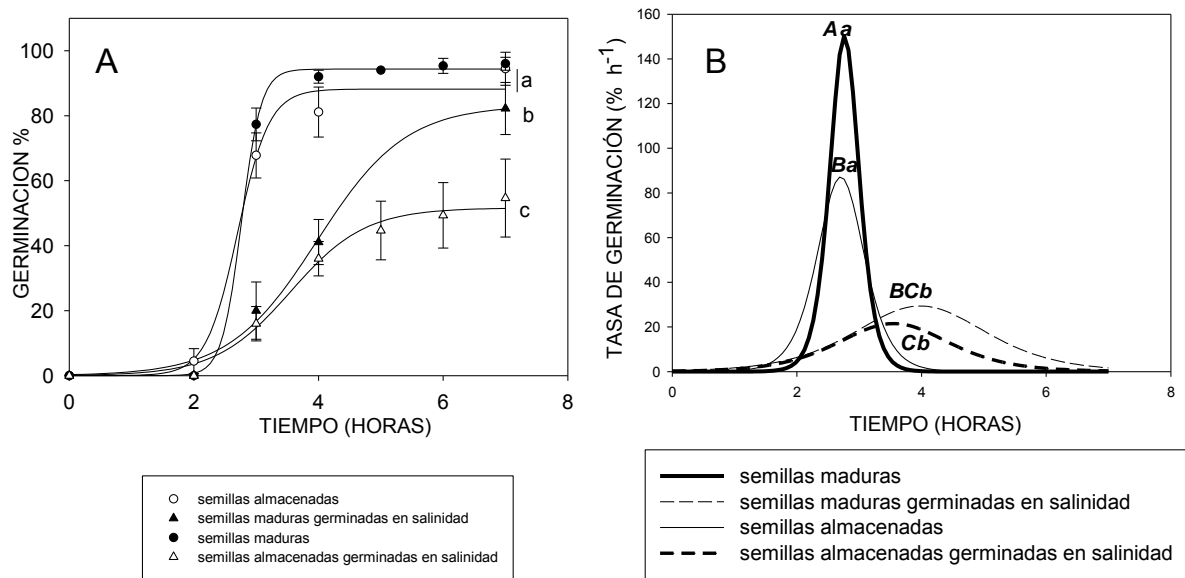 A
GERMINACION %
100
80
60
40
20
0
a
b
c
0 2 4 6 8
TIEMPO (HORAS)
semillas almacenadas
semillas maduras germinadas en salinidad
semillas maduras
semillas almacenadas germinadas en salinidad
B
TASA DE GERMINACIÓN (% h⁻¹)
160
140
120
100
80
60
40
20
0
Aa
Ba
BCb
Cb
0 2 4 6 8
TIEMPO (HORAS)
semillas maduras
semillas maduras germinadas en salinidad
semillas almacenadas
semillas almacenadas germinadas en salinidad